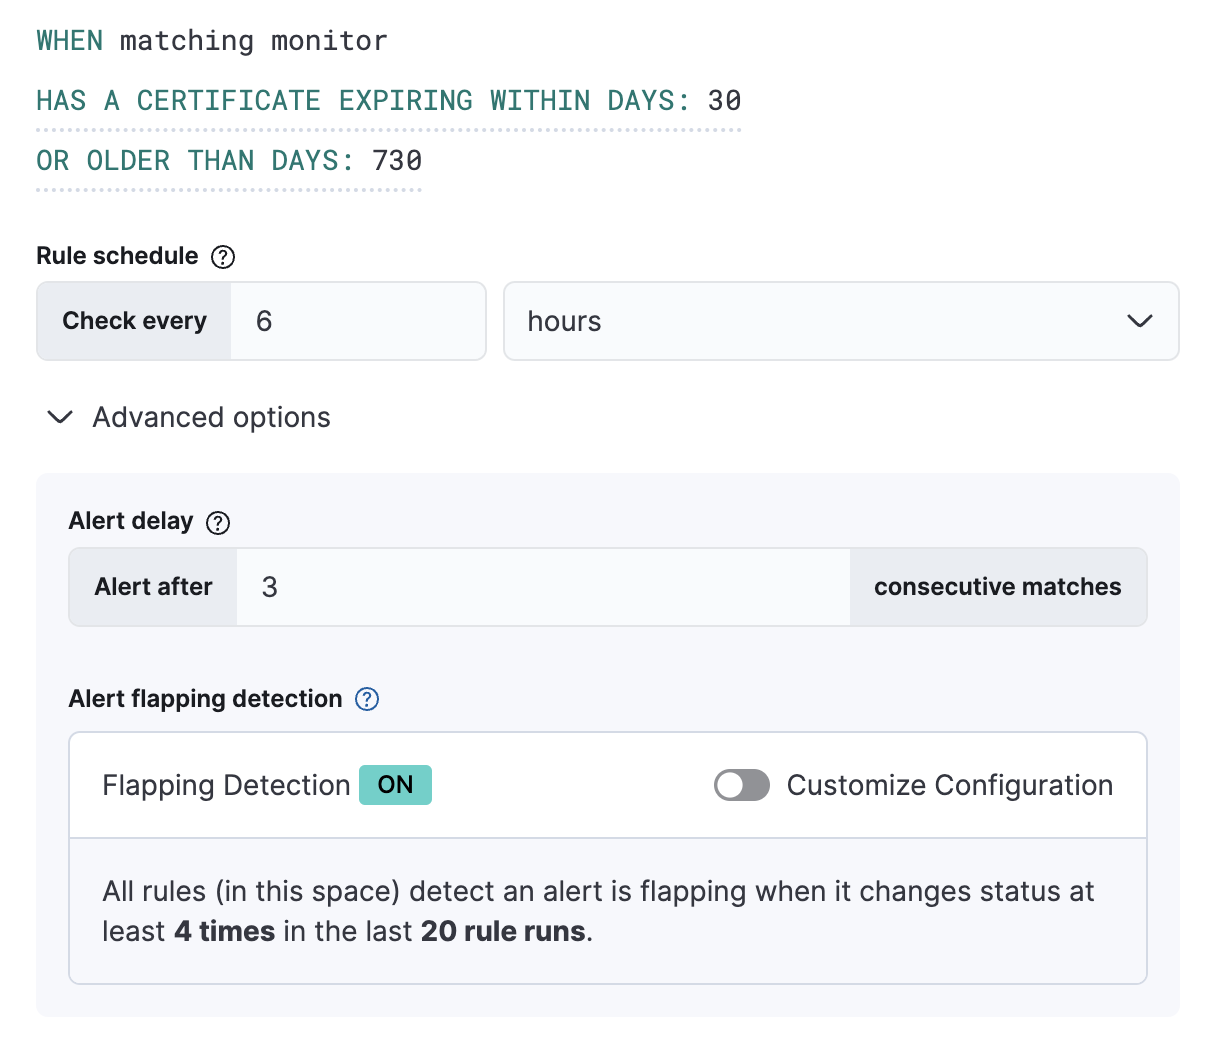 WHEN matching monitor
HAS A CERTIFICATE EXPIRING WITHIN DAYS: 30
OR OLDER THAN DAYS: 730
Rule schedule
Check every 6 hours
Advanced options
Alert delay
Alert after 3 consecutive matches
Alert flapping detection
Flapping Detection ON Customize Configuration
All rules (in this space) detect an alert is flapping when it changes status at
least 4 times in the last 20 rule runs.